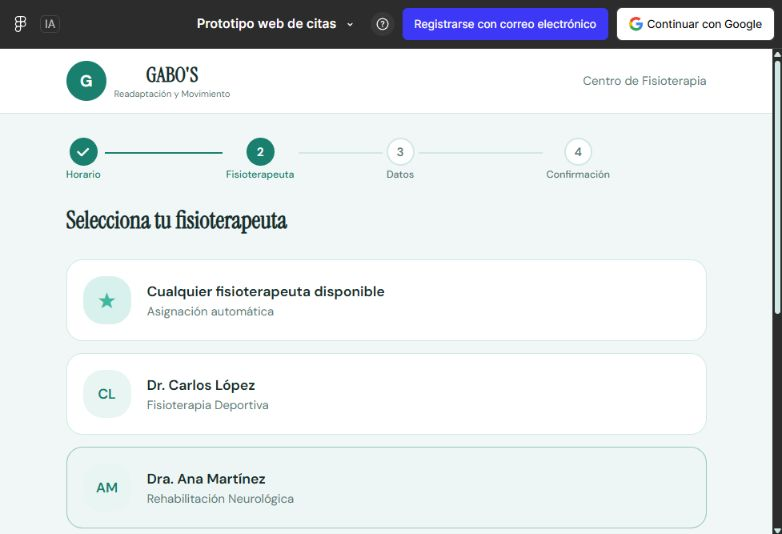 IA
Prototipo web de citas
?
Registrarse con correo electrónico
G Continuar con Google
G
GABO'S
Readaptación y Movimiento
Centro de Fisioterapia
2
3
4
Horario
Fisioterapeuta
Datos
Confirmación
Selecciona tu fisioterapeuta
Cualquier fisioterapeuta disponible
Asignación automática
CL
Dr. Carlos López
Fisioterapia Deportiva
AM
Dra. Ana Martínez
Rehabilitación Neurológica